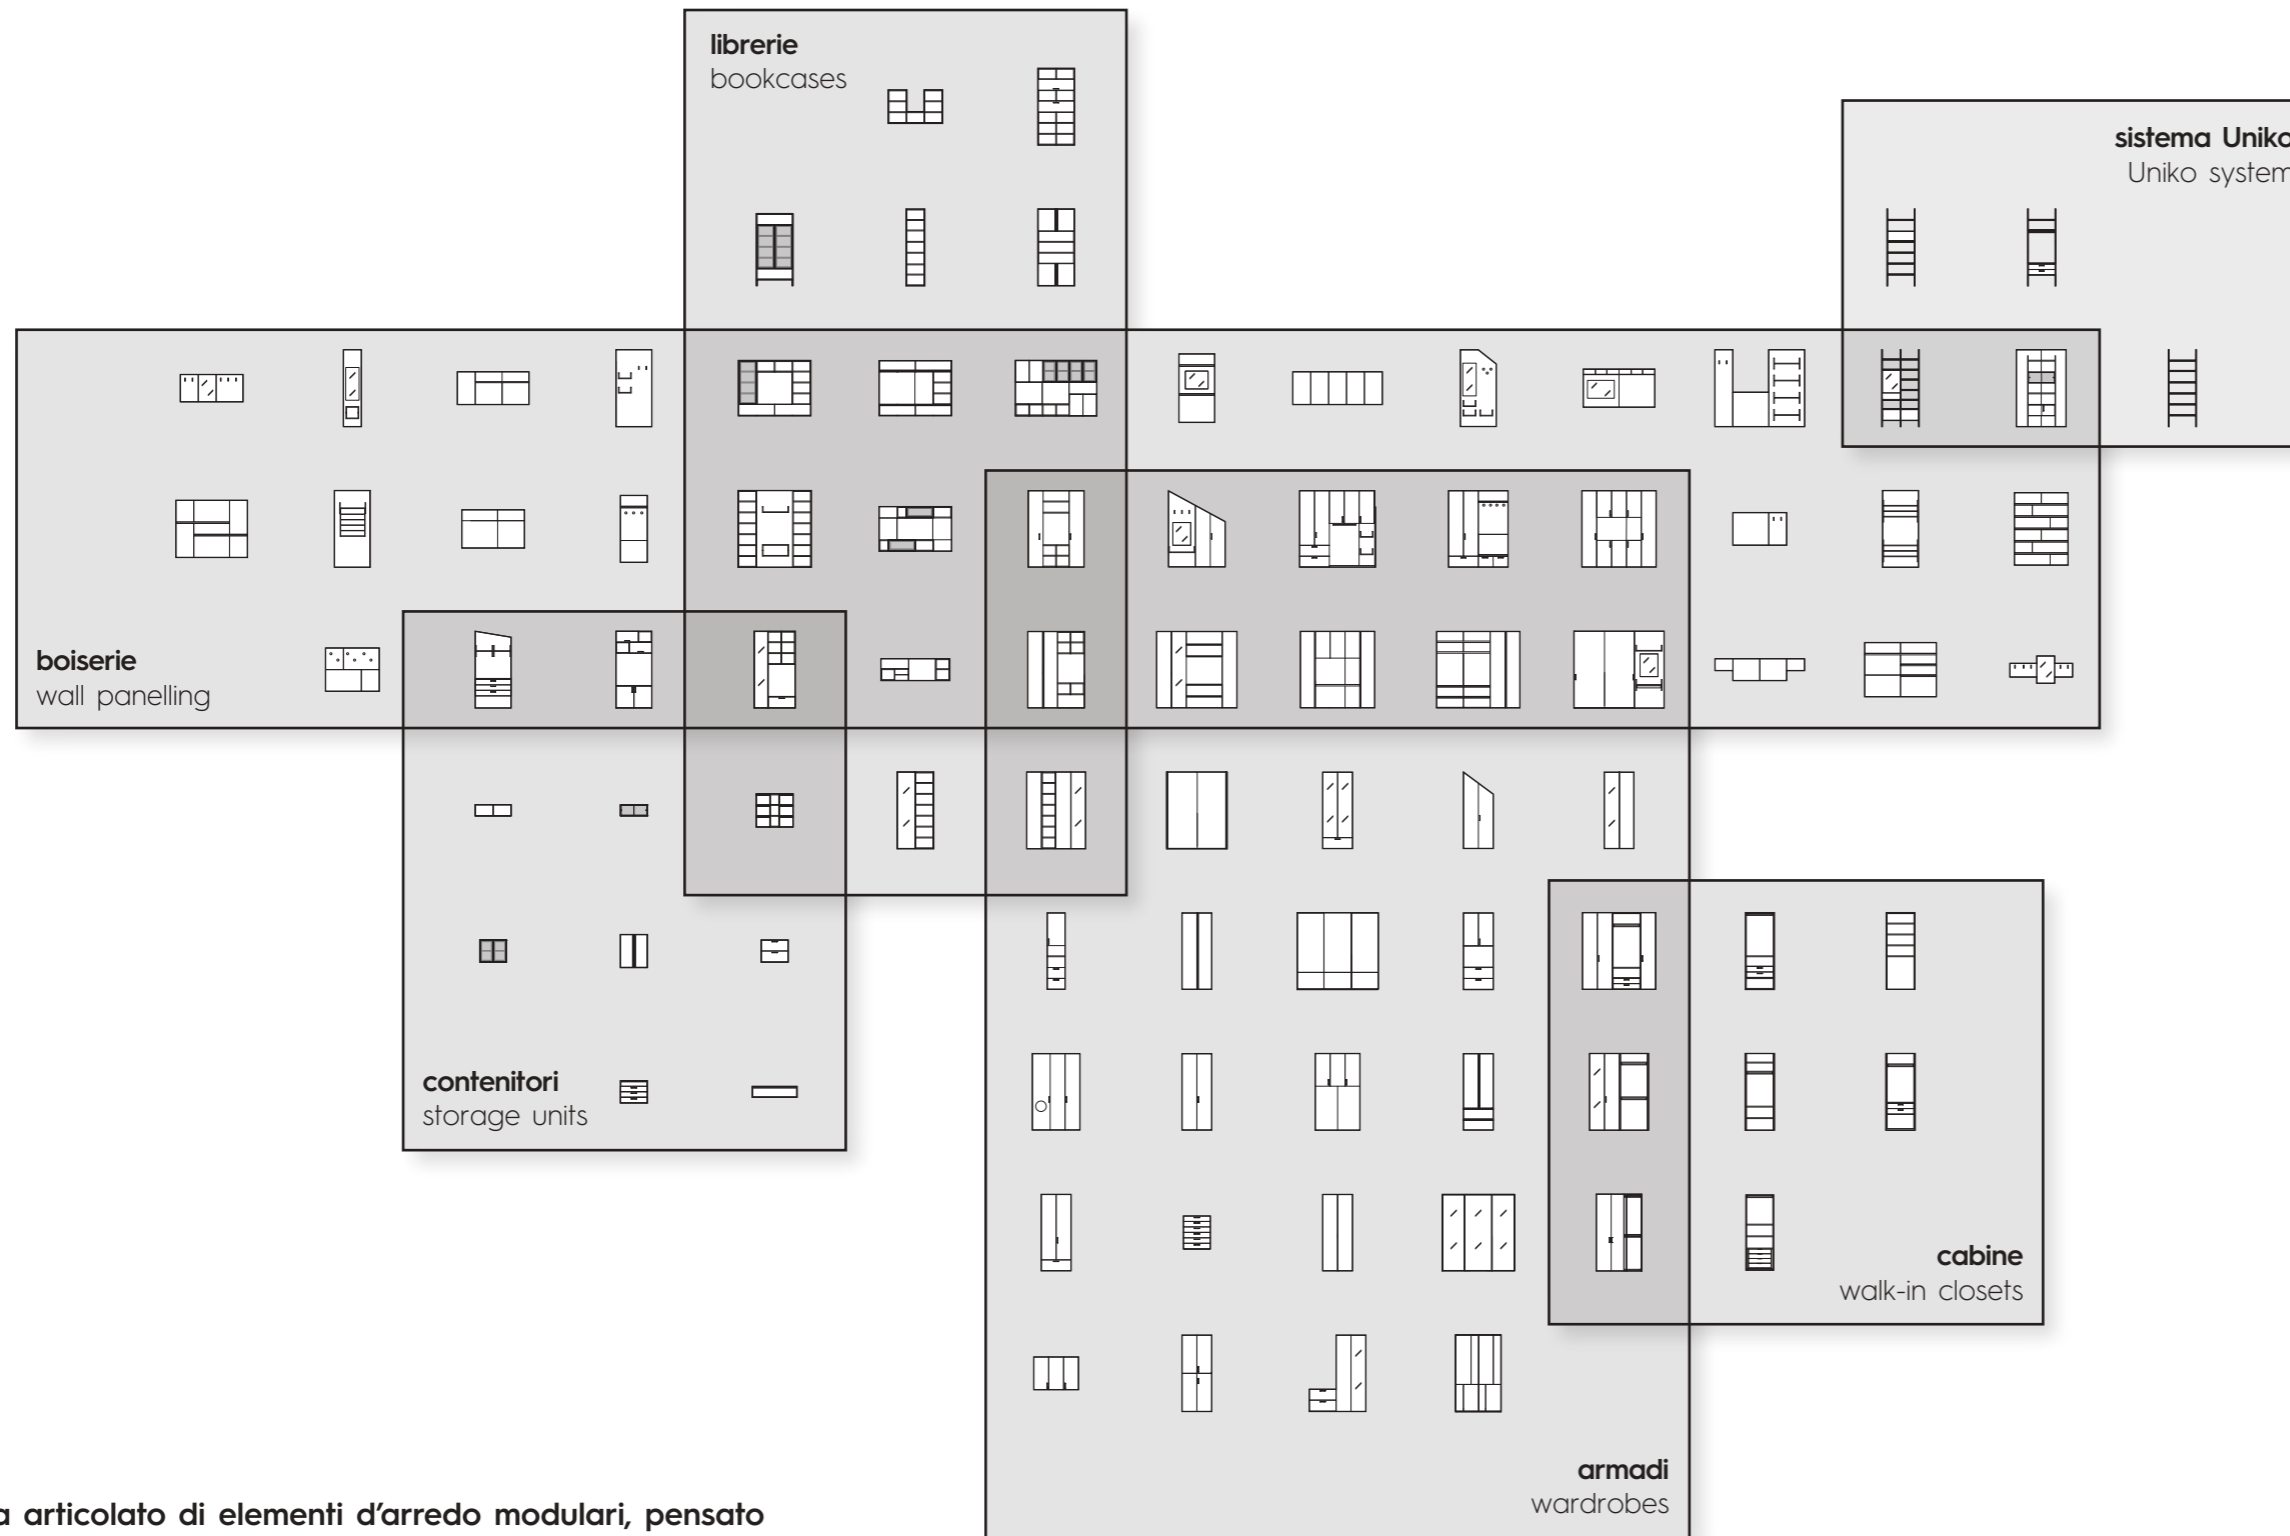 librerie
bookcases
sistema Uniko
Uniko system
boiserie
wall panelling
contenitori
storage units
cabine
walk-in closets
armadi
wardrobes
articolato di elementi d’arredo modulari, pensato